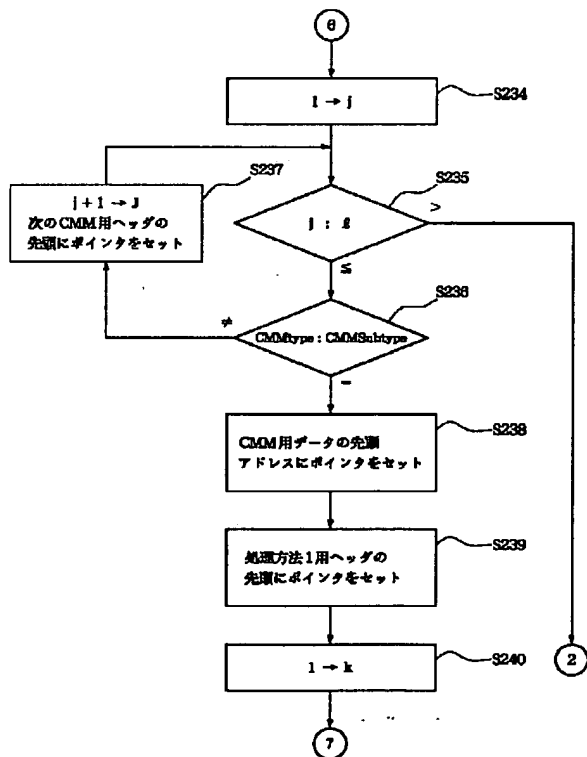 6
1 → j
S234
S237
j + 1 → J
次のCMM用ヘッダの
先頭にポインタをセット
S235
j : ℓ
>
≦
S236
≠
CMMtype : CMMSubtype
=
S238
CMM用データの先頭
アドレスにポインタをセット
S239
処理方法1用ヘッダの
先頭にポインタをセット
S240
1 → k
2
7